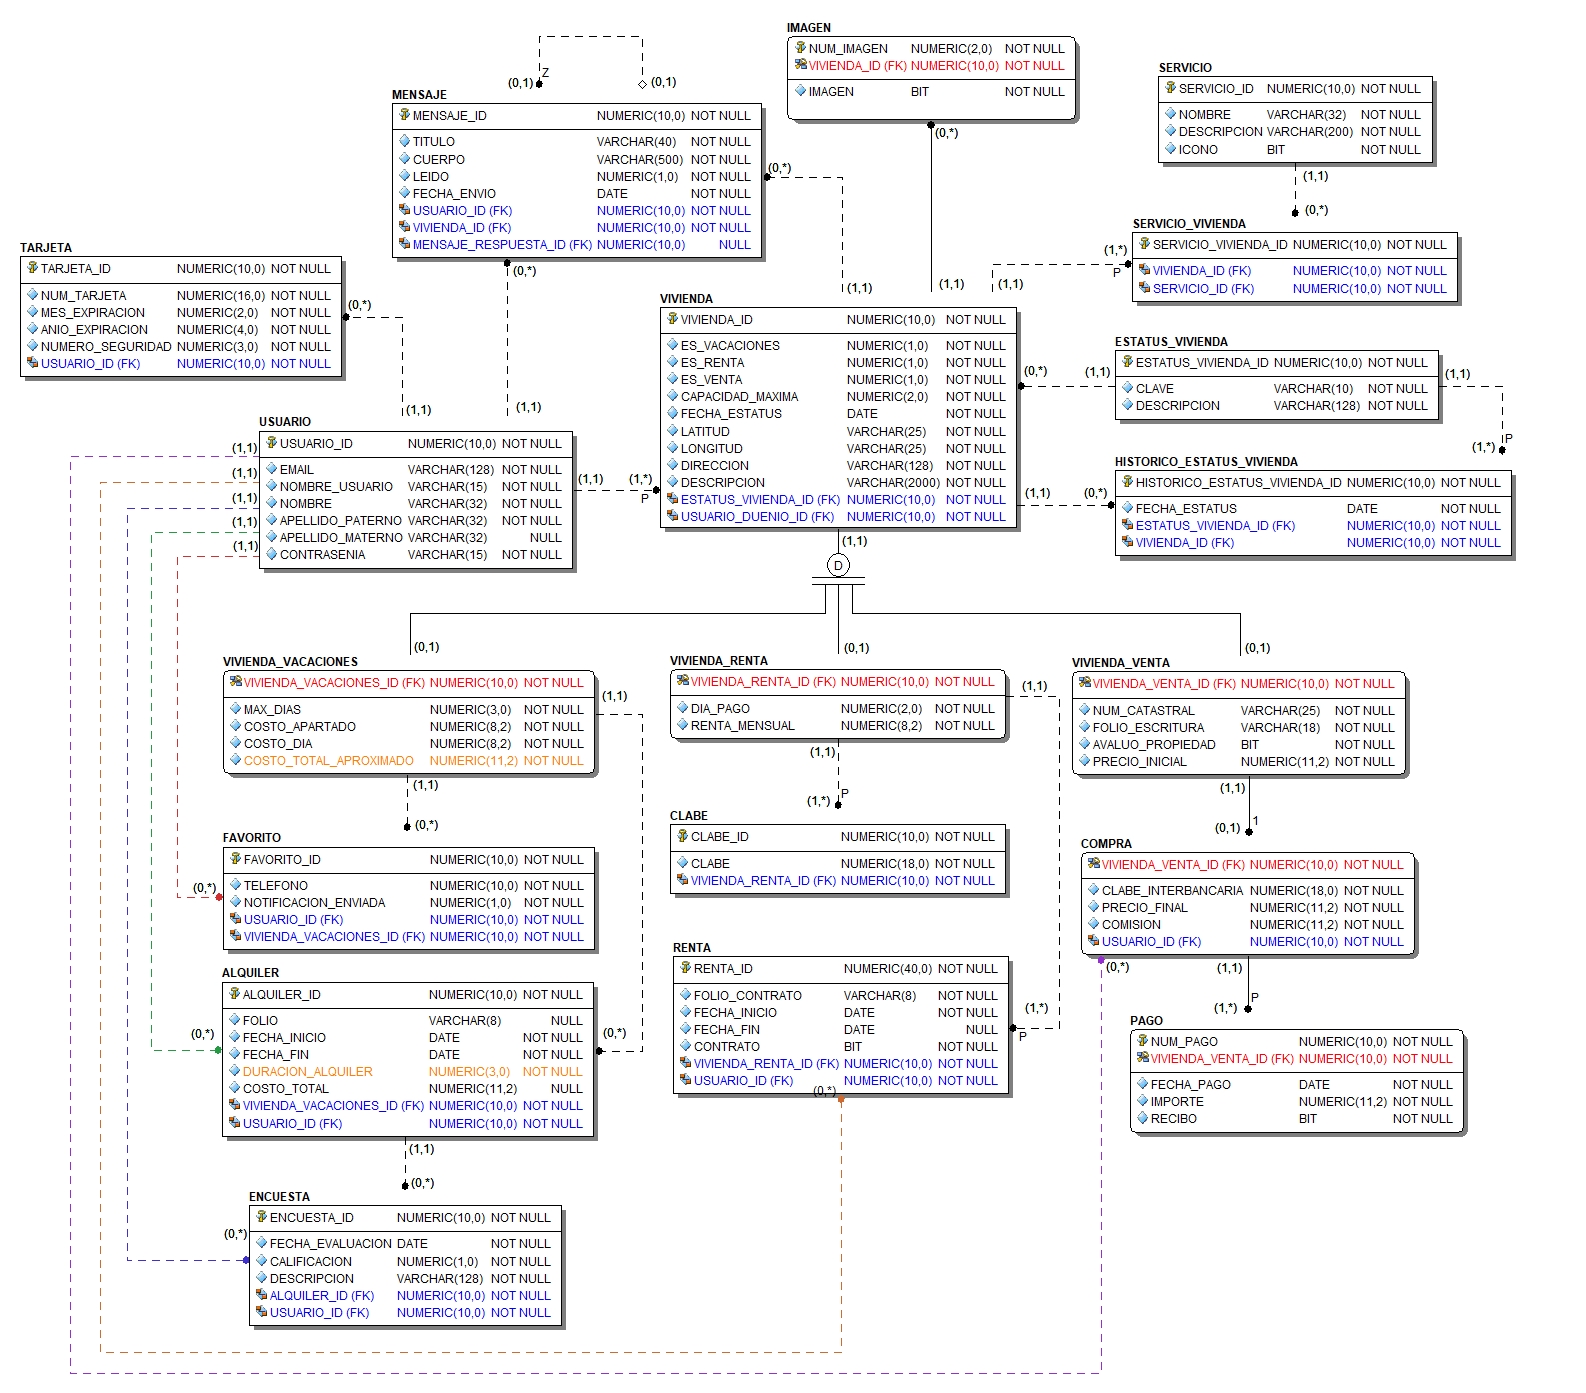 IMAGEN
NUM_IMAGEN NUMERIC(2,0) NOT NULL
VIVIENDA_ID (FK) NUMERIC(10,0) NOT NULL
IMAGEN BIT NOT NULL
(0,*)
SERVICIO
SERVICIO_ID NUMERIC(10,0) NOT NULL
NOMBRE VARCHAR(32) NOT NULL
DESCRIPCION VARCHAR(200) NOT NULL
ICONO BIT NOT NULL
(1,1)
(0,*)
Z
(0,1)
(0,1)
MENSAJE
MENSAJE_ID NUMERIC(10,0) NOT NULL
TITULO VARCHAR(40) NOT NULL
CUERPO VARCHAR(500) NOT NULL
LEIDO NUMERIC(1,0) NOT NULL
FECHA_ENVIO DATE NOT NULL
USUARIO_ID (FK) NUMERIC(10,0) NOT NULL
VIVIENDA_ID (FK) NUMERIC(10,0) NOT NULL
MENSAJE_RESPUESTA_ID (FK) NUMERIC(10,0) NULL
(0,*)
(0,*)
SERVICIO_VIVIENDA
SERVICIO_VIVIENDA_ID NUMERIC(10,0) NOT NULL
VIVIENDA_ID (FK) NUMERIC(10,0) NOT NULL
SERVICIO_ID (FK) NUMERIC(10,0) NOT NULL
(1,*)
P
TARJETA
TARJETA_ID NUMERIC(10,0) NOT NULL
NUM_TARJETA NUMERIC(16,0) NOT NULL
MES_EXPIRACION NUMERIC(2,0) NOT NULL
ANIO_EXPIRACION NUMERIC(4,0) NOT NULL
NUMERO_SEGURIDAD NUMERIC(3,0) NOT NULL
USUARIO_ID (FK) NUMERIC(10,0) NOT NULL
(0,*)
(1,1)
(1,1)
(1,1)
(1,1)
(1,1)
VIVIENDA
VIVIENDA_ID NUMERIC(10,0) NOT NULL
ES_VACACIONES NUMERIC(1,0) NOT NULL
ES_RENTA NUMERIC(1,0) NOT NULL
ES_VENTA NUMERIC(1,0) NOT NULL
CAPACIDAD_MAXIMA NUMERIC(2,0) NOT NULL
FECHA_ESTATUS DATE NOT NULL
LATITUD VARCHAR(25) NOT NULL
LONGITUD VARCHAR(25) NOT NULL
DIRECCION VARCHAR(128) NOT NULL
DESCRIPCION VARCHAR(2000) NOT NULL
ESTATUS_VIVIENDA_ID (FK) NUMERIC(10,0) NOT NULL
USUARIO_DUENIO_ID (FK) NUMERIC(10,0) NOT NULL
ESTATUS_VIVIENDA
ESTATUS_VIVIENDA_ID NUMERIC(10,0) NOT NULL
CLAVE VARCHAR(10) NOT NULL
DESCRIPCION VARCHAR(128) NOT NULL
(0,*)
(1,1)
(1,1)
P
(1,*)
HISTORICO_ESTATUS_VIVIENDA
HISTORICO_ESTATUS_VIVIENDA_ID NUMERIC(10,0) NOT NULL
FECHA_ESTATUS DATE NOT NULL
ESTATUS_VIVIENDA_ID (FK) NUMERIC(10,0) NOT NULL
VIVIENDA_ID (FK) NUMERIC(10,0) NOT NULL
(1,1)
(0,*)
USUARIO
USUARIO_ID NUMERIC(10,0) NOT NULL
EMAIL VARCHAR(128) NOT NULL
NOMBRE_USUARIO VARCHAR(15) NOT NULL
NOMBRE VARCHAR(32) NOT NULL
APELLIDO_PATERNO VARCHAR(32) NOT NULL
APELLIDO_MATERNO VARCHAR(32) NULL
CONTRASENIA VARCHAR(15) NOT NULL
(1,1)
(1,1)
(1,1)
(1,1)
(1,1)
(1,1)
(1,*)
P
(1,1)
D
(0,1)
(0,1)
(0,1)
VIVIENDA_VACACIONES
VIVIENDA_VACACIONES_ID (FK) NUMERIC(10,0) NOT NULL
MAX_DIAS NUMERIC(3,0) NOT NULL
COSTO_APARTADO NUMERIC(8,2) NOT NULL
COSTO_DIA NUMERIC(8,2) NOT NULL
COSTO_TOTAL_APROXIMADO NUMERIC(11,2) NOT NULL
(1,1)
(1,1)
(0,*)
VIVIENDA_RENTA
VIVIENDA_RENTA_ID (FK) NUMERIC(10,0) NOT NULL
DIA_PAGO NUMERIC(2,0) NOT NULL
RENTA_MENSUAL NUMERIC(8,2) NOT NULL
(1,1)
(1,1)
(1,*)
P
VIVIENDA_VENTA
VIVIENDA_VENTA_ID (FK) NUMERIC(10,0) NOT NULL
NUM_CATASTRAL VARCHAR(25) NOT NULL
FOLIO_ESCRITURA VARCHAR(18) NOT NULL
AVALUO_PROPIEDAD BIT NOT NULL
PRECIO_INICIAL NUMERIC(11,2) NOT NULL
(1,1)
(0,1)
1
FAVORITO
FAVORITO_ID NUMERIC(10,0) NOT NULL
TELEFONO NUMERIC(10,0) NOT NULL
NOTIFICACION_ENVIADA NUMERIC(1,0) NOT NULL
USUARIO_ID (FK) NUMERIC(10,0) NOT NULL
VIVIENDA_VACACIONES_ID (FK) NUMERIC(10,0) NOT NULL
(0,*)
CLABE
CLABE_ID NUMERIC(10,0) NOT NULL
CLABE NUMERIC(18,0) NOT NULL
VIVIENDA_RENTA_ID (FK) NUMERIC(10,0) NOT NULL
COMPRA
VIVIENDA_VENTA_ID (FK) NUMERIC(10,0) NOT NULL
CLABE_INTERBANCARIA NUMERIC(18,0) NOT NULL
PRECIO_FINAL NUMERIC(11,2) NOT NULL
COMISION NUMERIC(11,2) NOT NULL
USUARIO_ID (FK) NUMERIC(10,0) NOT NULL
(0,*)
(1,1)
P
(1,*)
ALQUILER
ALQUILER_ID NUMERIC(10,0) NOT NULL
FOLIO VARCHAR(8) NULL
FECHA_INICIO DATE NOT NULL
FECHA_FIN DATE NOT NULL
DURACION_ALQUILER NUMERIC(3,0) NOT NULL
COSTO_TOTAL NUMERIC(11,2) NULL
VIVIENDA_VACACIONES_ID (FK) NUMERIC(10,0) NOT NULL
USUARIO_ID (FK) NUMERIC(10,0) NOT NULL
(0,*)
(0,*)
(1,1)
(0,*)
RENTA
RENTA_ID NUMERIC(40,0) NOT NULL
FOLIO_CONTRATO VARCHAR(8) NOT NULL
FECHA_INICIO DATE NOT NULL
FECHA_FIN DATE NULL
CONTRATO BIT NOT NULL
VIVIENDA_RENTA_ID (FK) NUMERIC(10,0) NOT NULL
USUARIO_ID (FK) NUMERIC(10,0) NOT NULL
(1,*)
P
(0,*)
PAGO
NUM_PAGO NUMERIC(10,0) NOT NULL
VIVIENDA_VENTA_ID (FK) NUMERIC(10,0) NOT NULL
FECHA_PAGO DATE NOT NULL
IMPORTE NUMERIC(11,2) NOT NULL
RECIBO BIT NOT NULL
ENCUESTA
ENCUESTA_ID NUMERIC(10,0) NOT NULL
FECHA_EVALUACION DATE NOT NULL
CALIFICACION NUMERIC(1,0) NOT NULL
DESCRIPCION VARCHAR(128) NOT NULL
ALQUILER_ID (FK) NUMERIC(10,0) NOT NULL
USUARIO_ID (FK) NUMERIC(10,0) NOT NULL
(0,*)